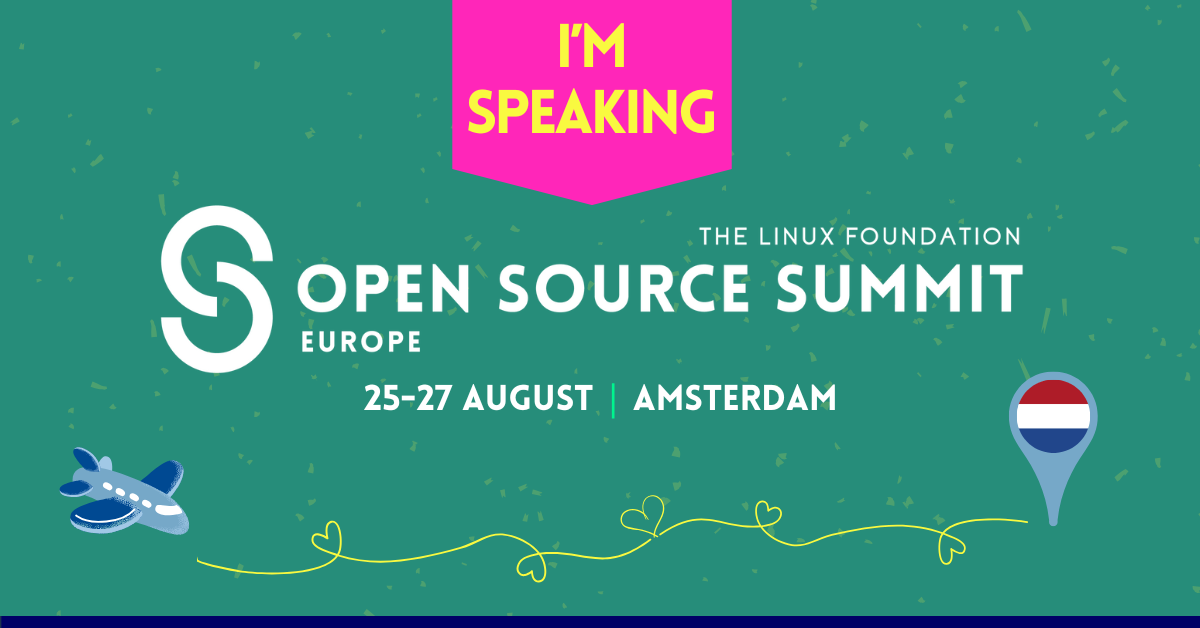 I'M
SPEAKING
THE LINUX FOUNDATION
OPEN SOURCE SUMMIT
EUROPE
25-27 AUGUST | AMSTERDAM